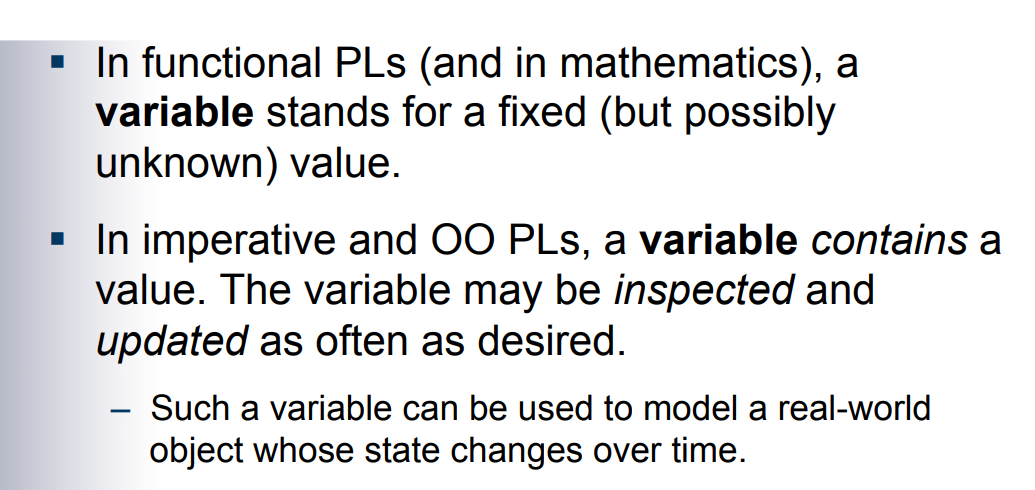 ▪ In functional PLs (and in mathematics), a
variable stands for a fixed (but possibly
unknown) value.
▪ In imperative and OO PLs, a variable contains a
value. The variable may be inspected and
updated as often as desired.
– Such a variable can be used to model a real-world
object whose state changes over time.